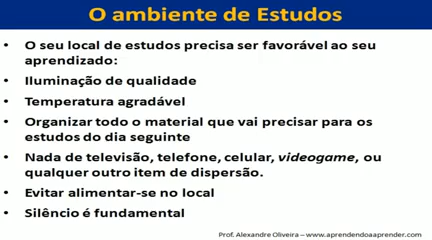 O ambiente de Estudos
• O seu local de estudos precisa ser favorável ao seu
aprendizado:
• Iluminação de qualidade
• Temperatura agradável
• Organizar todo o material que vai precisar para os
estudos do dia seguinte
• Nada de televisão, telefone, celular, videogame, ou
qualquer outro item de dispersão.
• Evitar alimentar-se no local
• Silêncio é fundamental
Prof. Alexandre Oliveira – www.aprendendoaaprender.com